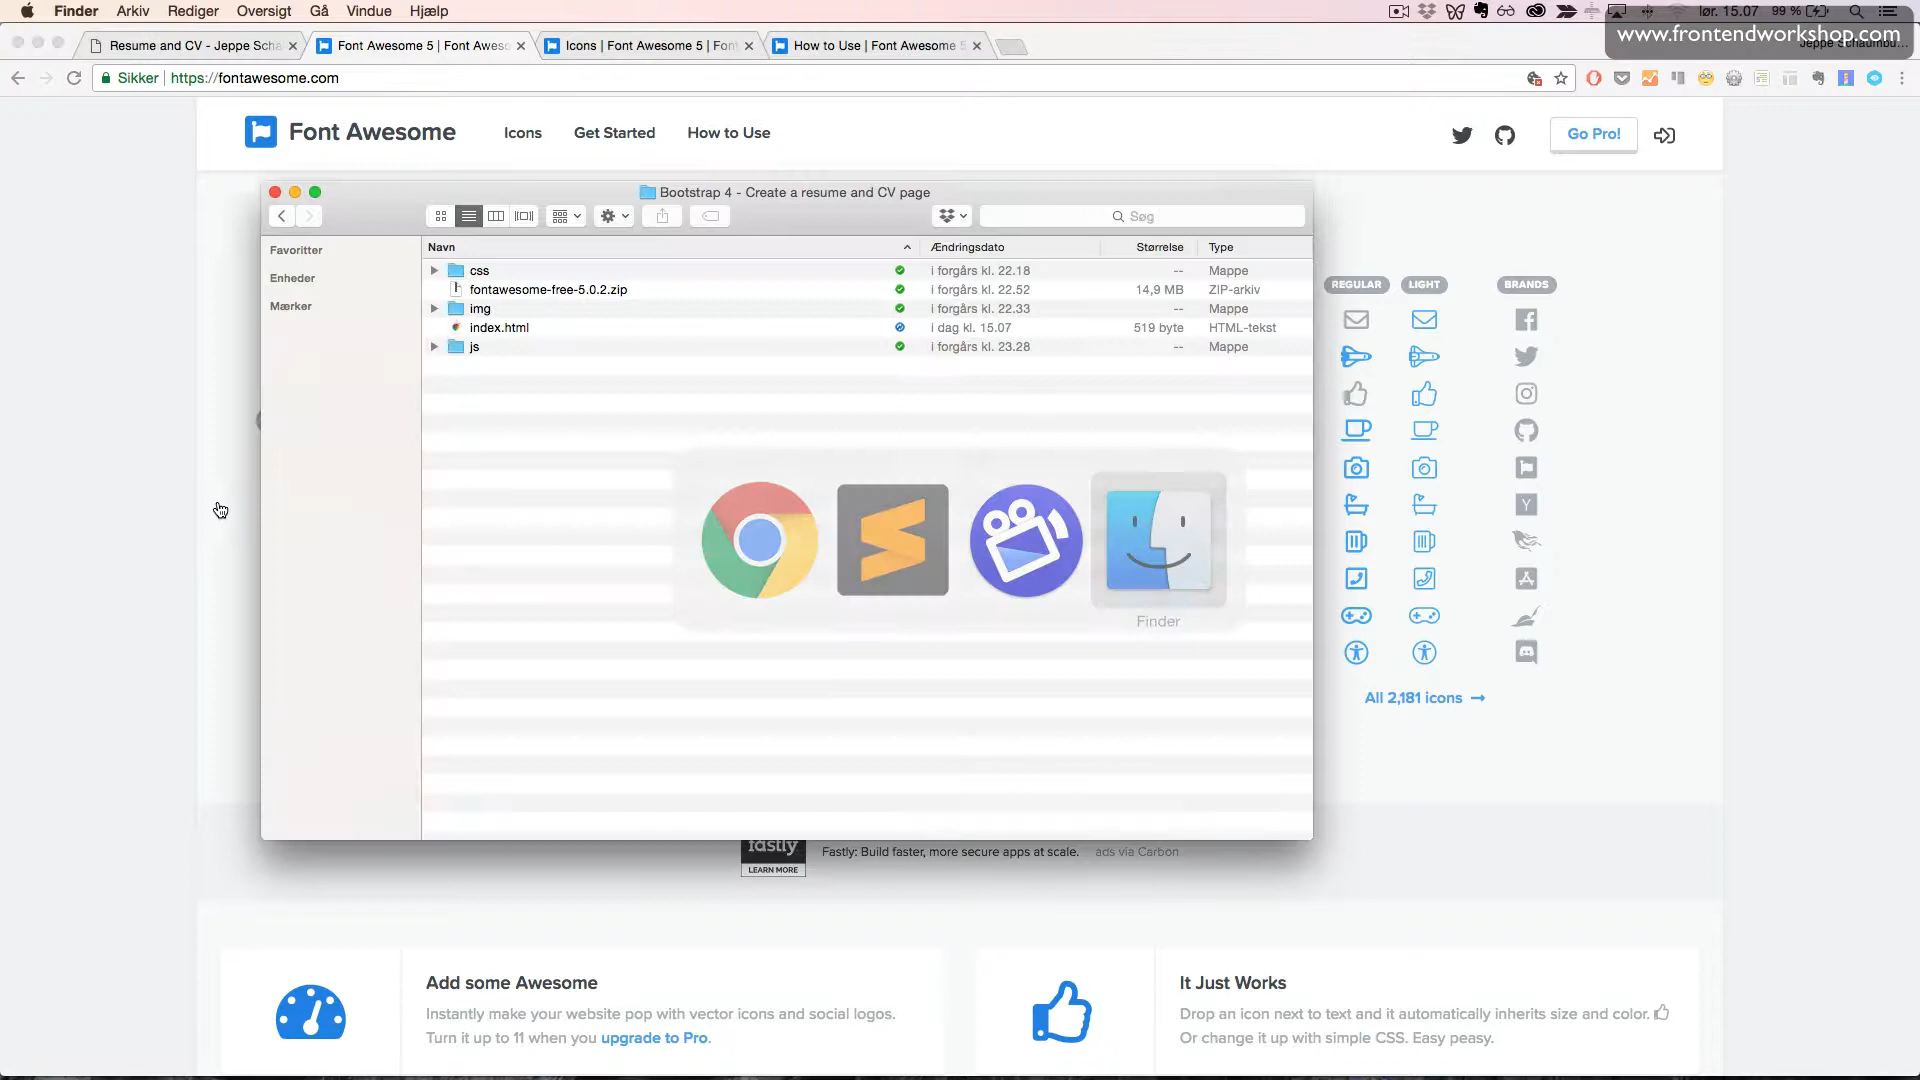 Finder Arkiv Rediger Oversigt Gå Vindue Hjælp
lør. 15.07 99 %
www.frontendworkshop.com
Resume and CV - Jeppe Scha
Font Awesome 5 | Font Aweso
Icons | Font Awesome 5 | Font
How to Use | Font Awesome 5
Jeppe Schaumbu...
Sikker https://fontawesome.com
Font Awesome
Icons Get Started How to Use
Go Pro!
Bootstrap 4 - Create a resume and CV page
Søg
Favoritter
Enheder
Mærker
Navn Ændringsdato Størrelse Type
css i forgårs kl. 22.18 -- Mappe
fontawesome-free-5.0.2.zip i forgårs kl. 22.52 14,9 MB ZIP-arkiv
img i forgårs kl. 22.33 -- Mappe
index.html i dag kl. 15.07 519 byte HTML-tekst
js i forgårs kl. 23.28 -- Mappe
REGULAR LIGHT BRANDS
Finder
All 2,181 icons →
fastly
LEARN MORE
Fastly: Build faster, more secure apps at scale. ads via Carbon
Add some Awesome
Instantly make your website pop with vector icons and social logos.
Turn it up to 11 when you upgrade to Pro.
It Just Works
Drop an icon next to text and it automatically inherits size and color.
Or change it up with simple CSS. Easy peasy.